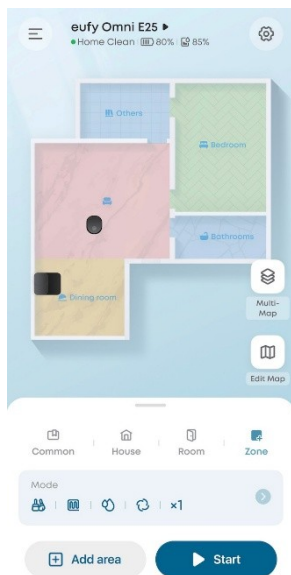 eufy Omni E25
Home Clean 80% 85%
Others
Bedroom
Bathrooms
Dining room
Multi-
Map
Edit Map
Common
House
Room
Zone
Mode
×1
Add area
Start